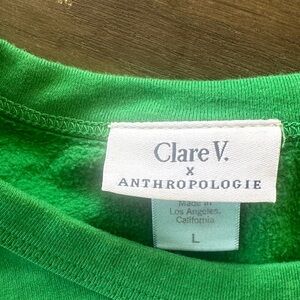 Clare V.
X
ANTHROPOLOGIE
Made in
Los Angeles,
California
L